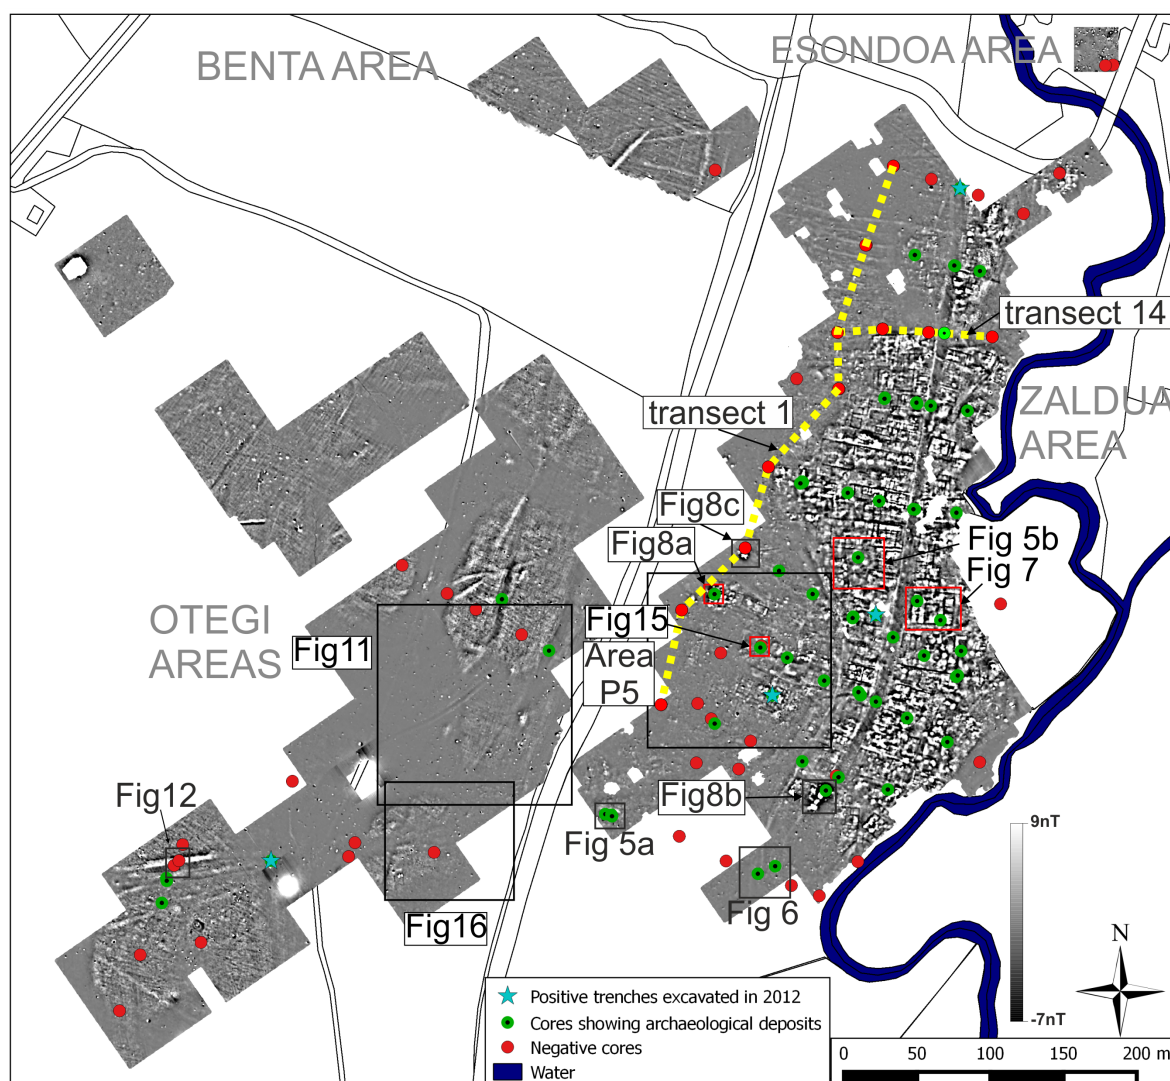 BENTA AREA
ESONDOA AREA
transect 14
ZALDUA
AREA
transect 1
Fig8c
Fig8a
Fig 5b
Fig 7
Fig15
OTEGI
AREAS
Fig11
Area
P5
Fig12
Fig8b
Fig 5a
9nT
Fig16
Fig 6
N
-7nT
Positive trenches excavated in 2012
Cores showing archaeological deposits
Negative cores
Water
0 50 100 150 200 m